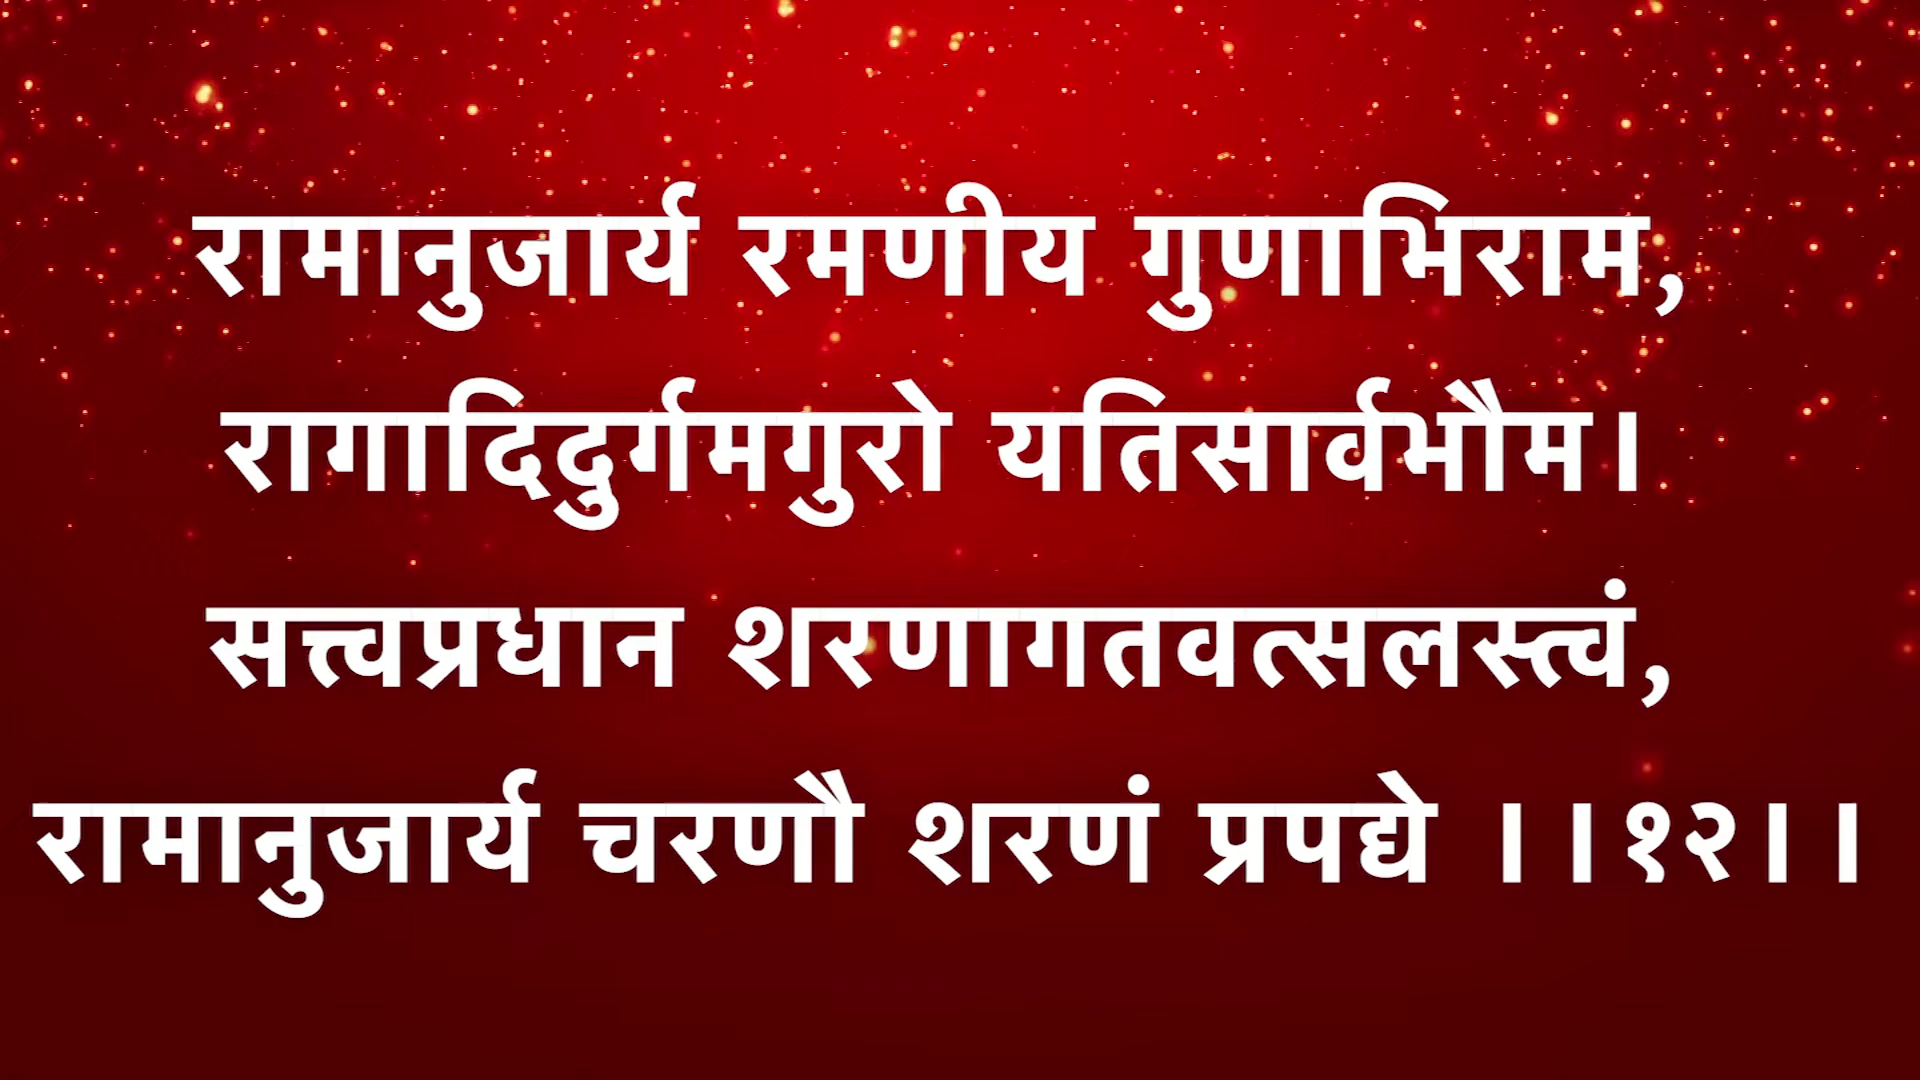 रामानुजार्य रमणीय गुणाभिराम,
रागादिदुर्गमगुरो यतिसार्वभौम।
सत्त्वप्रधान शरणागतवत्सलस्त्वं,
रामानुजार्य चरणौ शरणं प्रपद्ये ।।१२।।